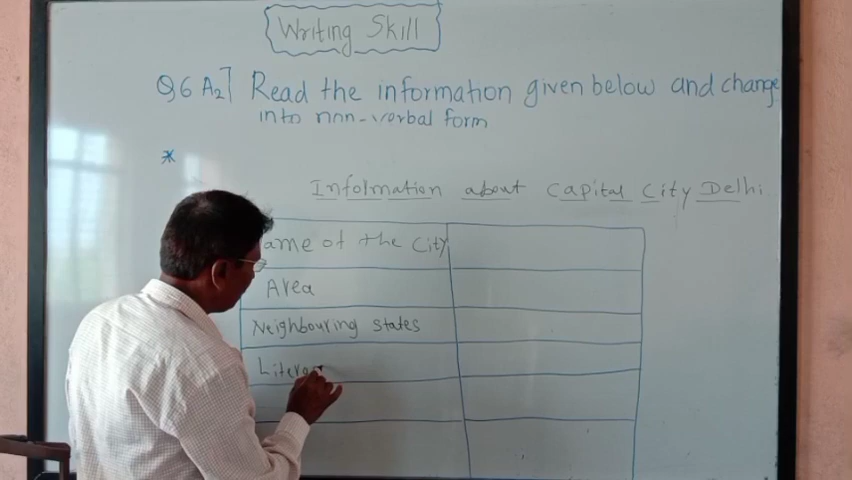 Writing Skill
Q6 A2] Read the information given below and change
into non-verbal form
*
Information about Capital City Delhi
ame of the City
Area
Neighbouring states
Litera